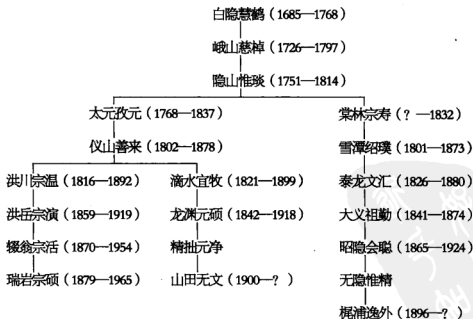 白隐慧鹤（1685—1768）
峨山慈棹（1726—1797）
隐山惟琰（1751—1814）
太元孜元（1768—1837） 棠林宗寿（？—1832）
仪山善来（1802—1878） 雪潭绍璞（1801—1873）
洪川宗温（1816—1892） 滴水宜牧（1821—1899） 泰龙文汇（1826—1880）
洪岳宗演（1859—1919） 龙渊元硕（1842—1918） 大义祖勤（1841—1874）
辍翁宗活（1870—1954） 精拙元净 昭隐会聪（1865—1924）
瑞岩宗硕（1879—1965） 山田无文（1900—？） 无隐惟精
梶浦逸外（1896—？）